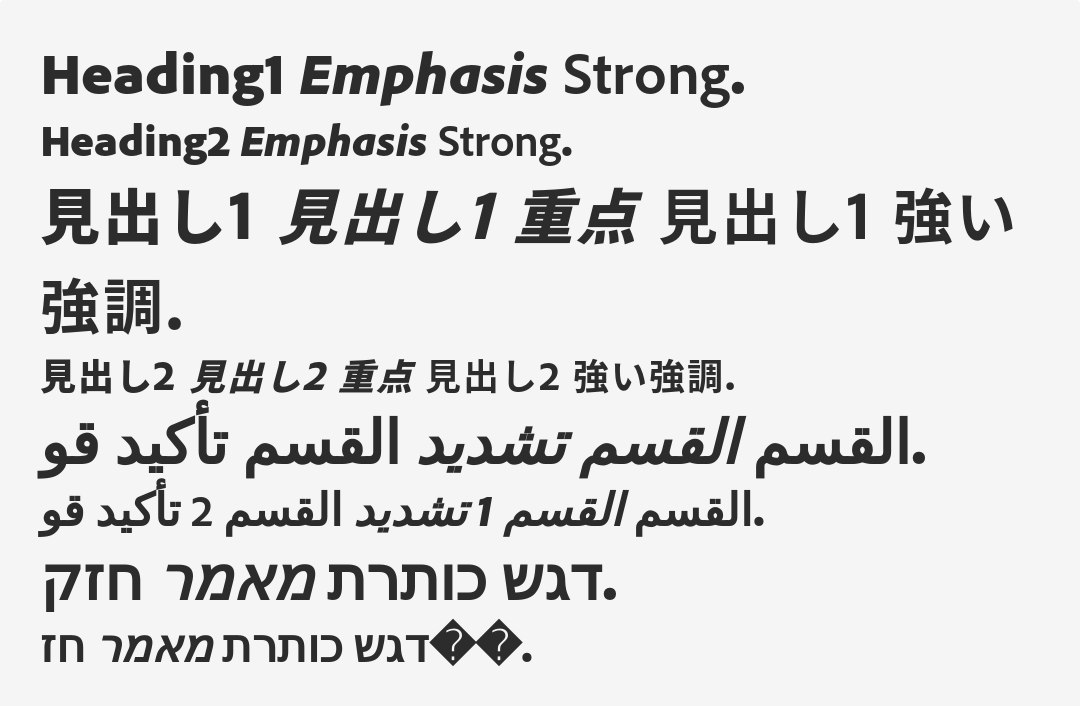 Heading1 Emphasis Strong.
Heading2 Emphasis Strong.
見出し1 見出し1 重点 見出し1 強い
強調.
見出し2 見出し2 重点 見出し2 強い強調.
القسم القسم تشديد القسم تأكيد قو.
القسم القسم 1 تشديد القسم 2 تأكيد قو.
דגש כותרת מאמר חזק.
דגש כותרת מאמר חז��.